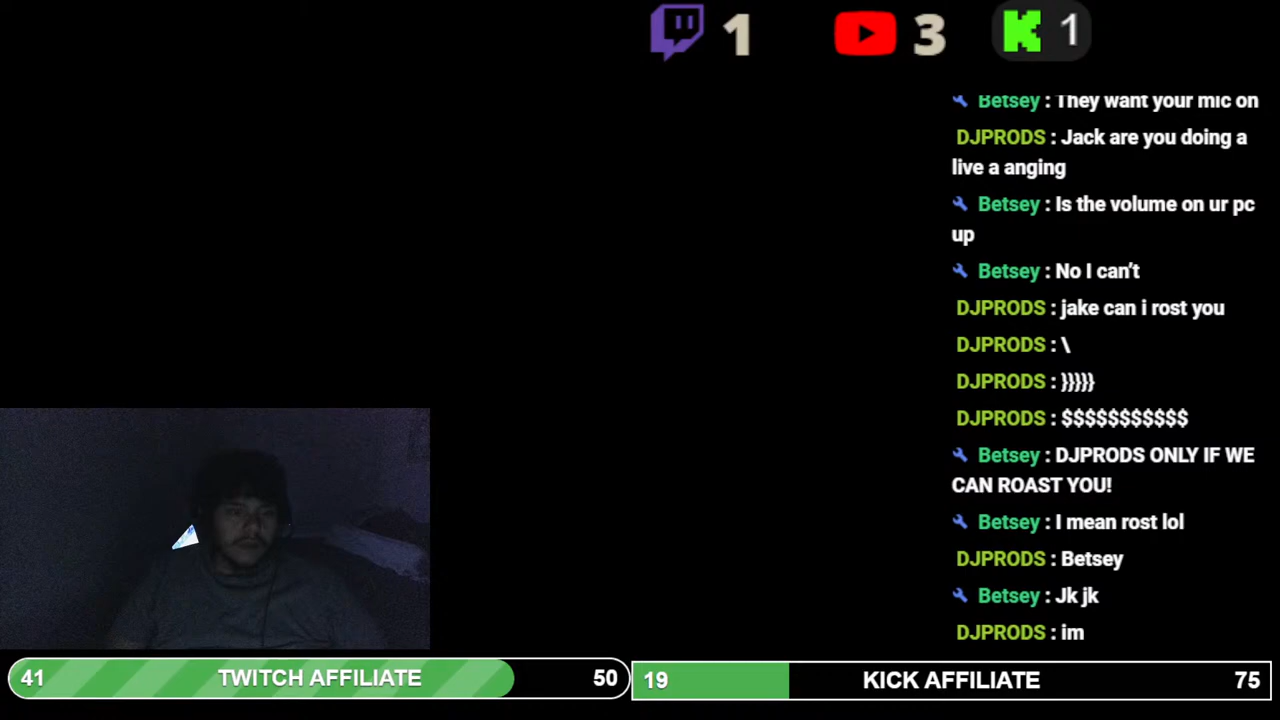 1 3 1
Betsey : They want your mic on
DJPRODS : Jack are you doing a
live a anging
Betsey : Is the volume on ur pc
up
Betsey : No I can't
DJPRODS : jake can i rost you
DJPRODS : \
DJPRODS : }}}}}
DJPRODS : $$$$$$$$$$$
Betsey : DJPRODS ONLY IF WE
CAN ROAST YOU!
Betsey : I mean rost lol
DJPRODS : Betsey
Betsey : Jk jk
DJPRODS : im
41 TWITCH AFFILIATE 50
19 KICK AFFILIATE 75